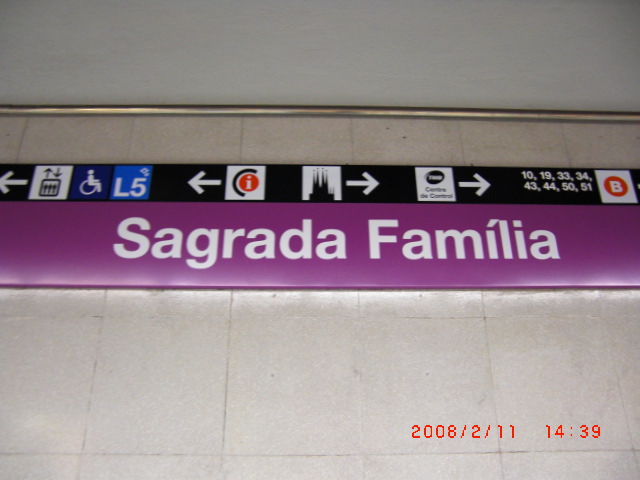 L5
i
TMB
Centre
de Control
10, 19, 33, 34,
43, 44, 50, 51
B
Sagrada Família
2008/2/11 14:39